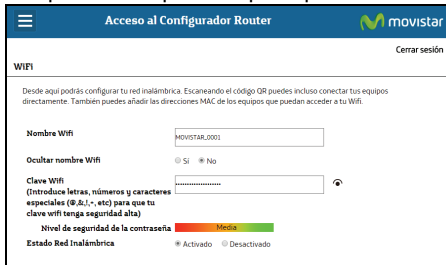 Acceso al Configurador Router
movistar
Cerrar sesión
WiFi
Desde aquí podrás configurar tu red inalámbrica. Escaneando el código QR puedes incluso conectar tus equipos
directamente. También puedes añadir las direcciones MAC de los equipos que puedan acceder a tu Wifi.
Nombre Wifi
MOVISTAR_0001
Ocultar nombre Wifi
Sí No
Clave Wifi
(Introduce letras, números y caracteres
especiales (@,&,!,*, etc) para que tu
clave wifi tenga seguridad alta)
Nivel de seguridad de la contraseña
Media
Estado Red Inalámbrica
Activado Desactivado